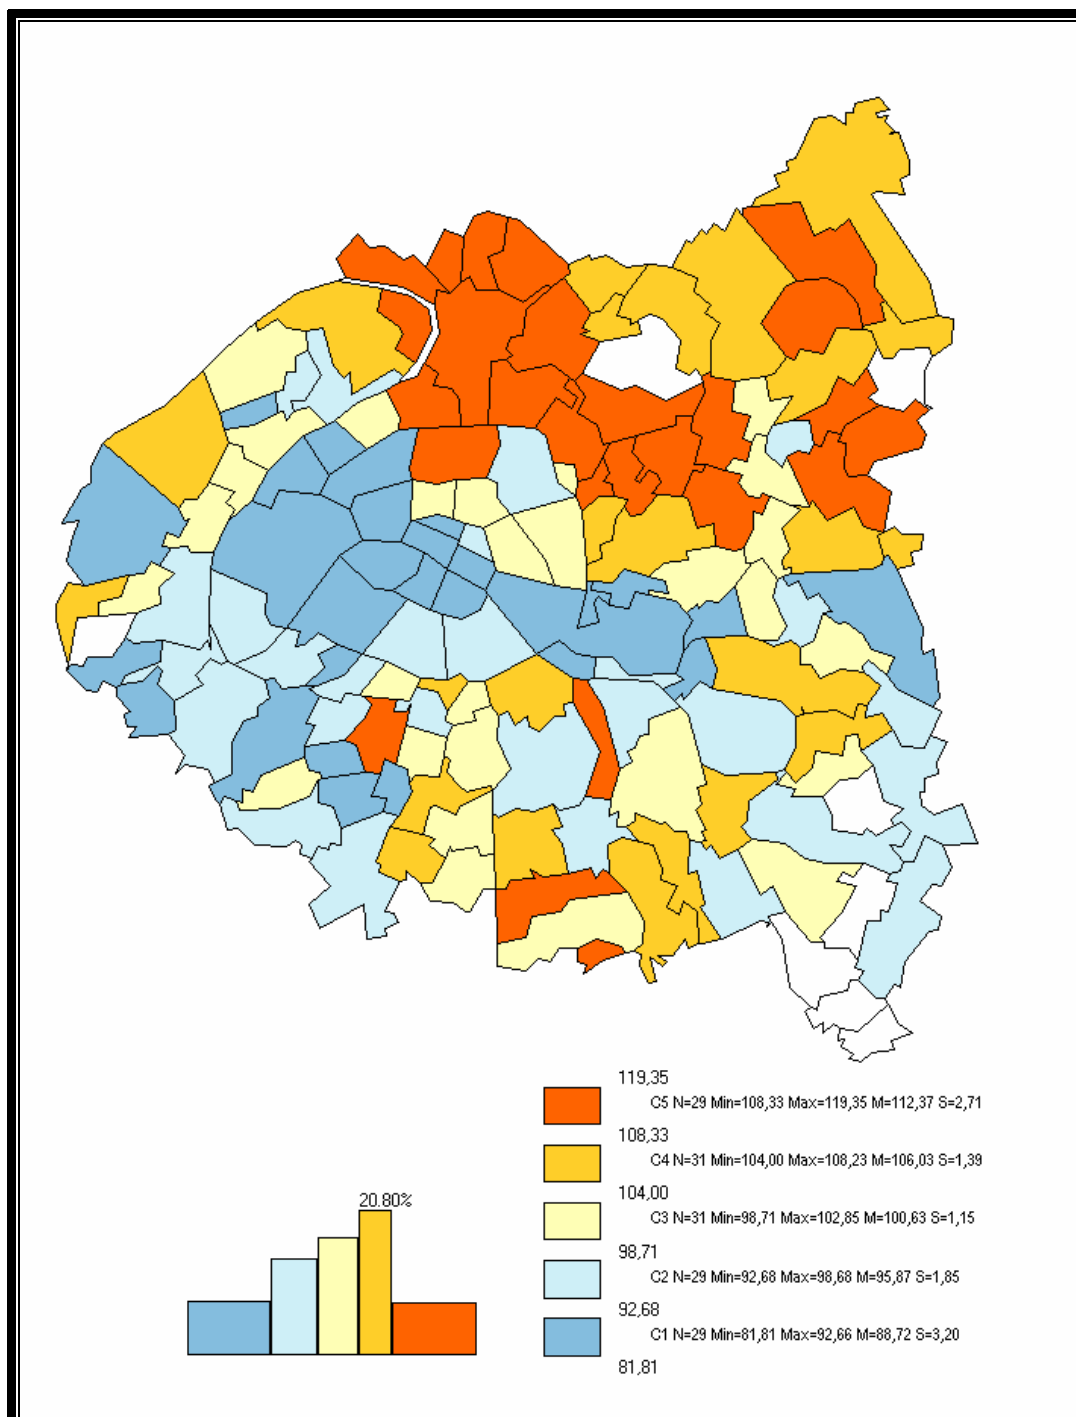 119,35
C5 N=29 Min=108,33 Max=119,35 M=112,37 S=2,71
108,33
C4 N=31 Min=104,00 Max=108,23 M=106,03 S=1,39
20.80%
104,00
C3 N=31 Min=98,71 Max=102,85 M=100,63 S=1,15
98,71
C2 N=29 Min=92,68 Max=98,68 M=95,87 S=1,85
92,68
C1 N=29 Min=81,81 Max=92,66 M=88,72 S=3,20
81,81